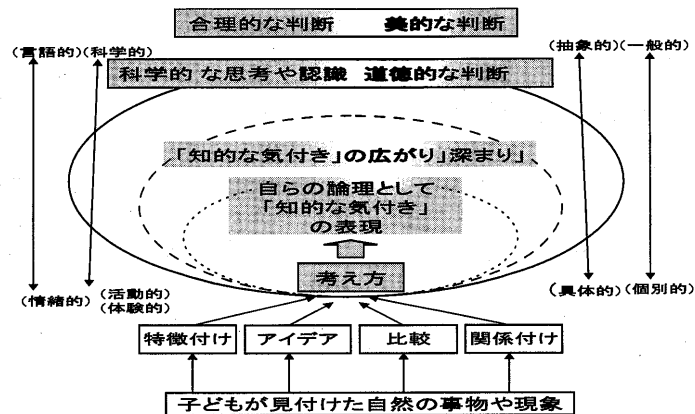 合理的な判断 美的な判断
(言語的)(科学的)
(抽象的)(一般的)
科学的な思考や認識 道徳的な判断
「知的な気付き」の広がり」深まり」
自らの論理として
「知的な気付き」
の表現
考え方
(情緒的)
(活動的)
(体験的)
(具体的)(個別的)
特徴付け
アイデア
比較
関係付け
子どもが見付けた自然の事物や現象